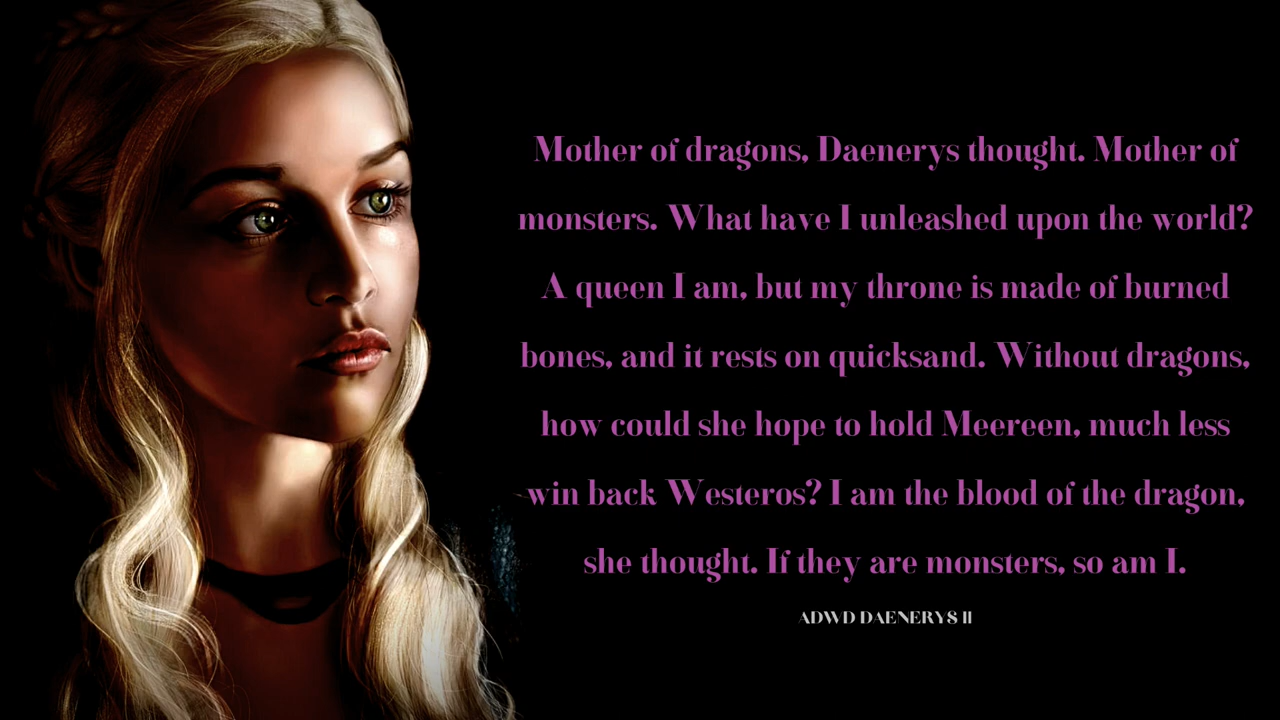 Mother of dragons, Daenerys thought. Mother of
monsters. What have I unleashed upon the world?
A queen I am, but my throne is made of burned
bones, and it rests on quicksand. Without dragons,
how could she hope to hold Meereen, much less
win back Westeros? I am the blood of the dragon,
she thought. If they are monsters, so am I.
ADWD DAENERYS II